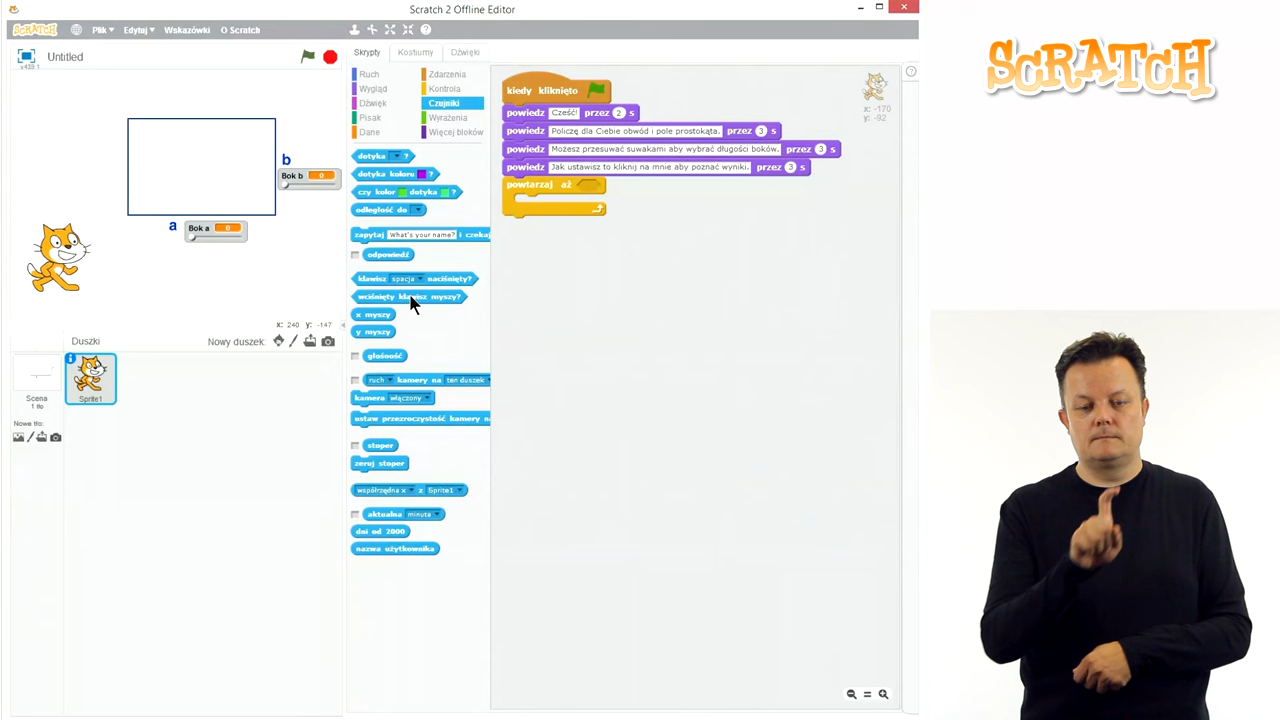 Scratch 2 Offline Editor
SCRATCH
Plik
Edytuj
Wskazówki
O Scratch
v439.1
Untitled
b
Bok b 0
a
Bok a 0
x: 240 y: -147
Duszki
Nowy duszek:
Scena
1 tło
Nowe tło:
Sprite1
Skrypty
Kostiumy
Dźwięki
Ruch
Zdarzenia
Wygląd
Kontrola
Dźwięk
Czujniki
Pisak
Wyrażenia
Dane
Więcej bloków
dotyka ?
dotyka koloru ?
czy kolor dotyka ?
odległość do
zapytaj What's your name? i czekaj
odpowiedź
klawisz spacja naciśnięty?
wciśnięty klawisz myszy?
x myszy
y myszy
głośność
ruch kamery na ten duszek
kamera włączony
ustaw przezroczystość kamery na
stoper
zeruj stoper
współrzędna x z Sprite1
aktualna minuta
dni od 2000
nazwa użytkownika
kiedy kliknięto
powiedz Cześć! przez 2 s
powiedz Policzę dla Ciebie obwód i pole prostokąta. przez 3 s
powiedz Możesz przesuwać suwakami aby wybrać długości boków. przez 3 s
powiedz Jak ustawisz to kliknij na mnie aby poznać wyniki. przez 3 s
powtarzaj aż
x: -170
y: -92
SCRATCH